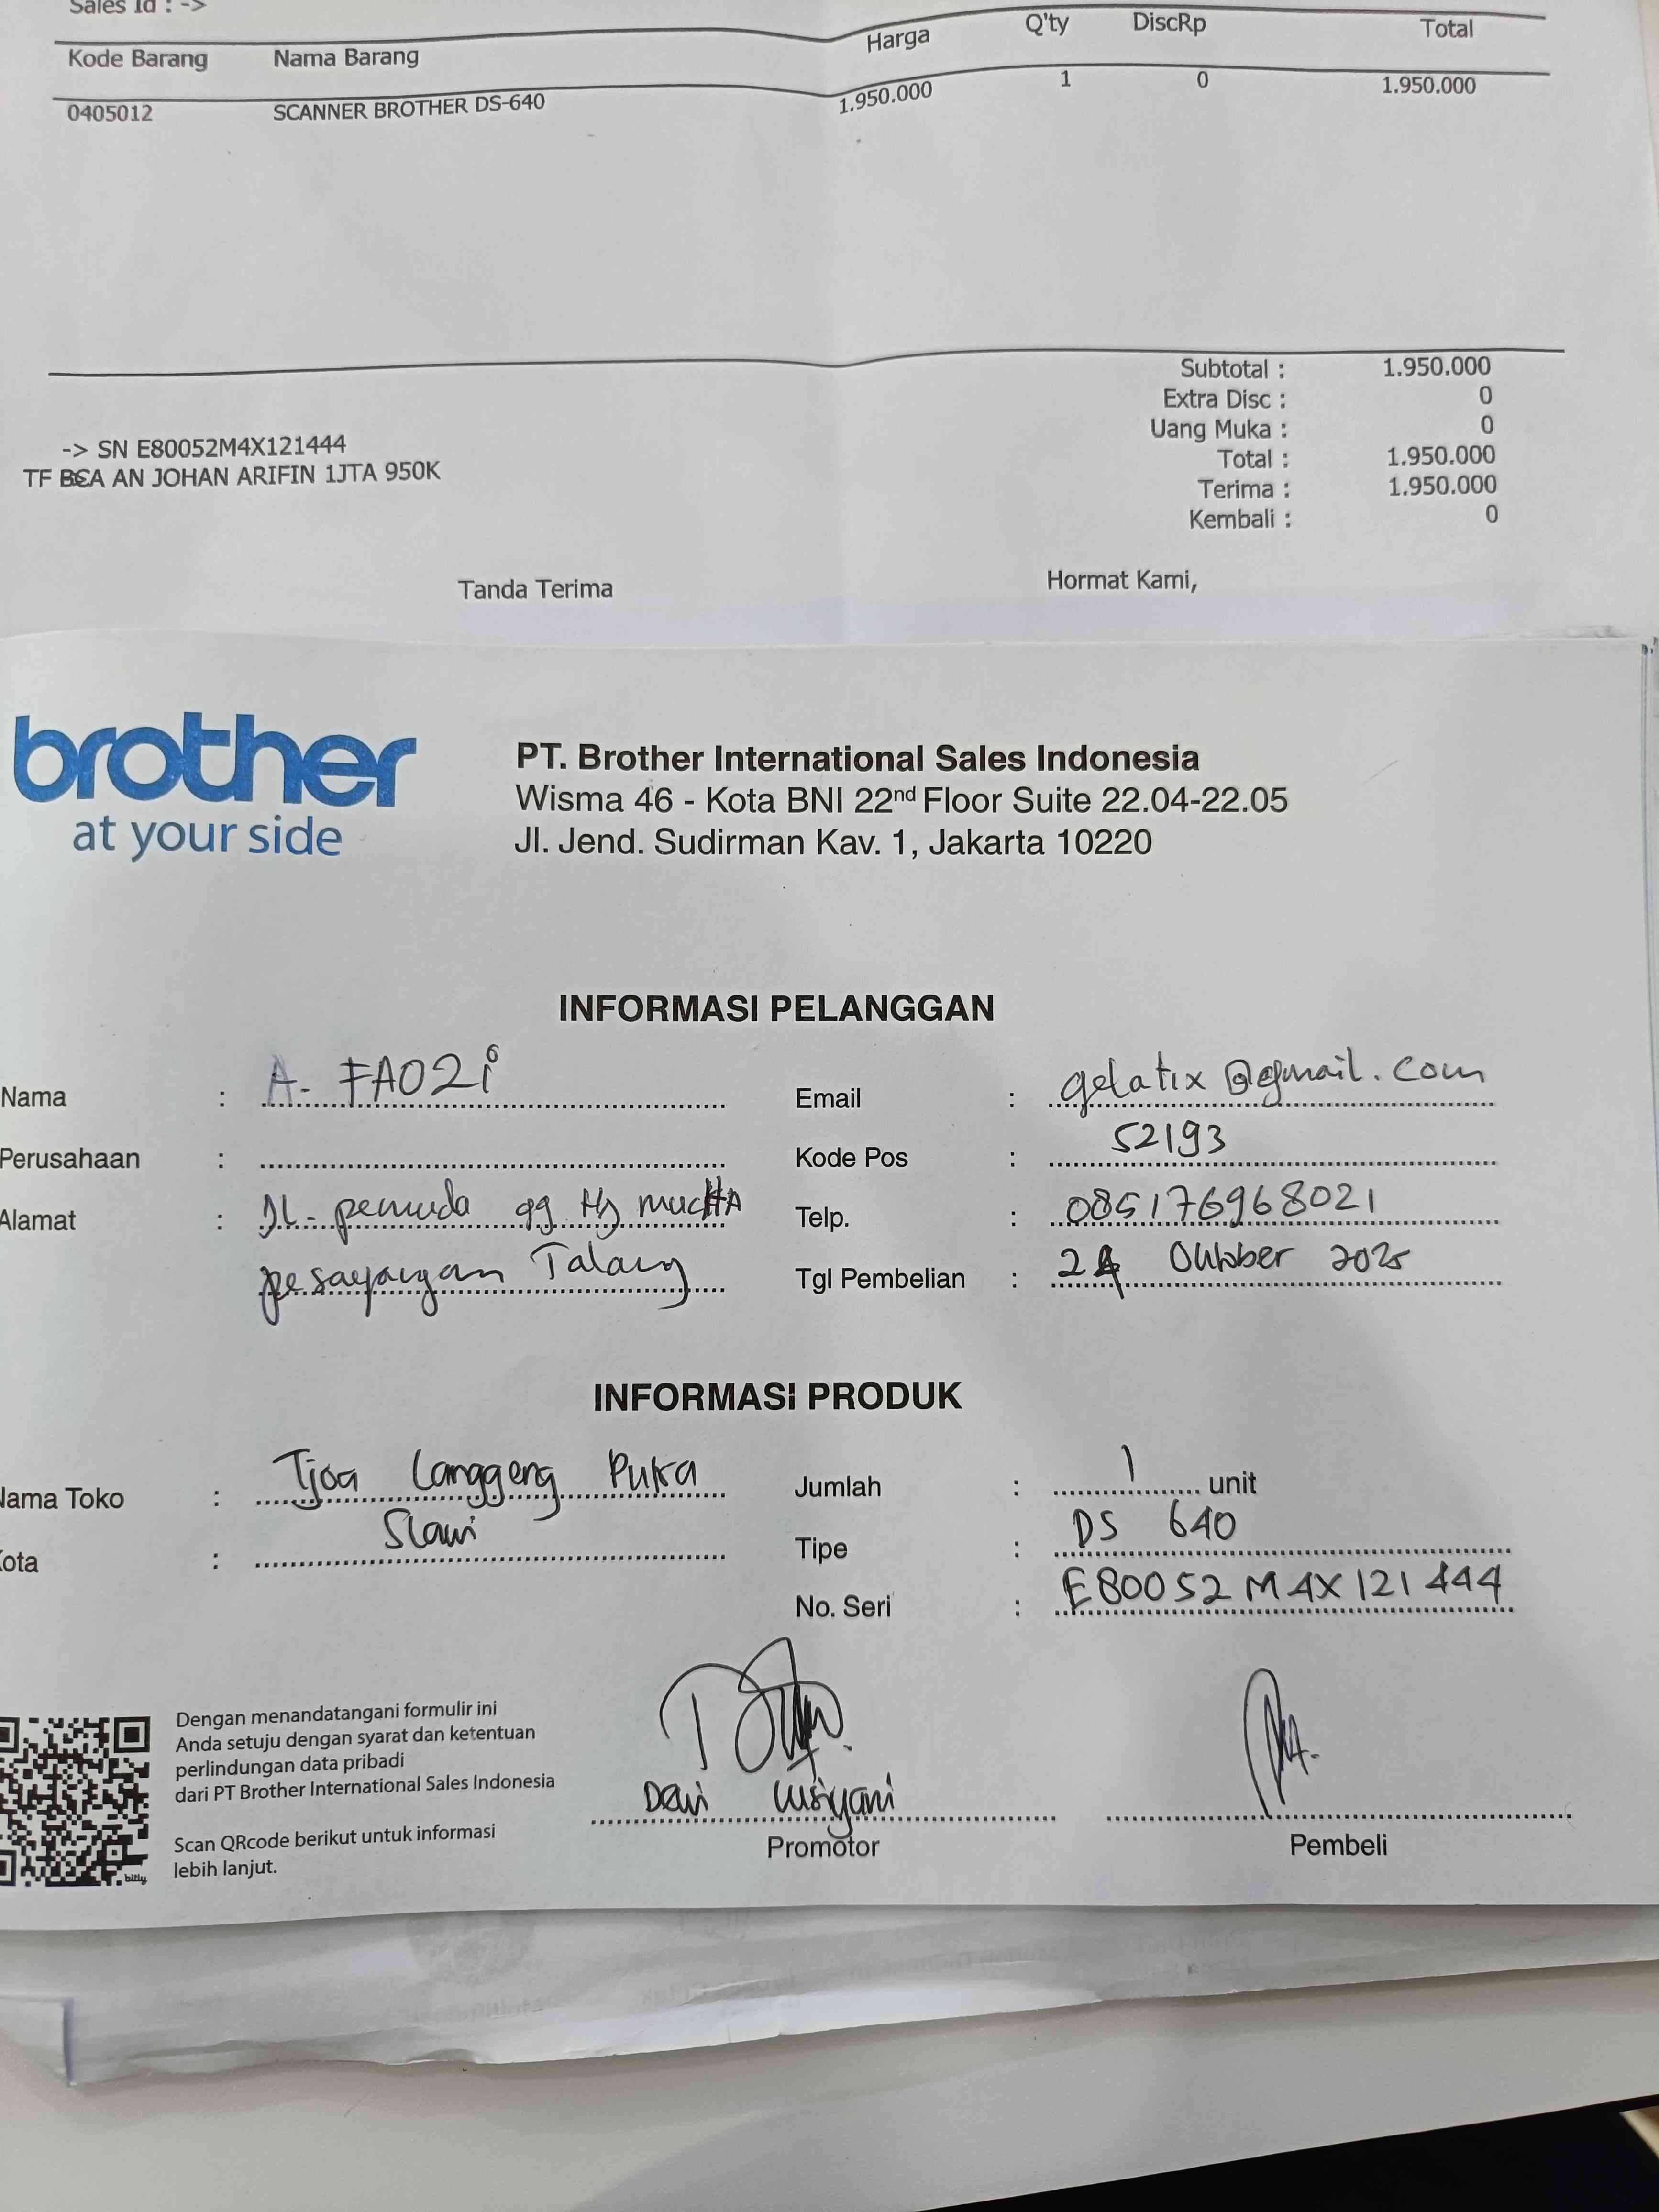 Sales Id : ->
Kode Barang Nama Barang Harga Q'ty DiscRp Total
0405012 SCANNER BROTHER DS-640 1.950.000 1 0 1.950.000
Subtotal : 1.950.000
Extra Disc : 0
Uang Muka : 0
-> SN E80052M4X121444
Total : 1.950.000
TF BCA AN JOHAN ARIFIN 1JTA 950K
Terima : 1.950.000
Kembali : 0
Tanda Terima Hormat Kami,
brother
at your side
PT. Brother International Sales Indonesia
Wisma 46 - Kota BNI 22nd Floor Suite 22.04-22.05
Jl. Jend. Sudirman Kav. 1, Jakarta 10220
INFORMASI PELANGGAN
Nama : A. FAO2i Email : gelatix@gmail.com
Perusahaan : Kode Pos : 52193
Alamat : Jl. pemuda gg Hj mucHA Telp. : 085176968021
pesayangan Talang Tgl Pembelian : 24 Oktober 2025
INFORMASI PRODUK
Nama Toko : Tjoa Langgeng Putra Jumlah : 1 unit
Kota : Slawi Tipe : DS 640
No. Seri : E80052M4X121444
Dengan menandatangani formulir ini
Anda setuju dengan syarat dan ketentuan
perlindungan data pribadi
dari PT Brother International Sales Indonesia
Scan QRcode berikut untuk informasi
lebih lanjut.
bitly
Dewi Lusiyani
Promotor Pembeli